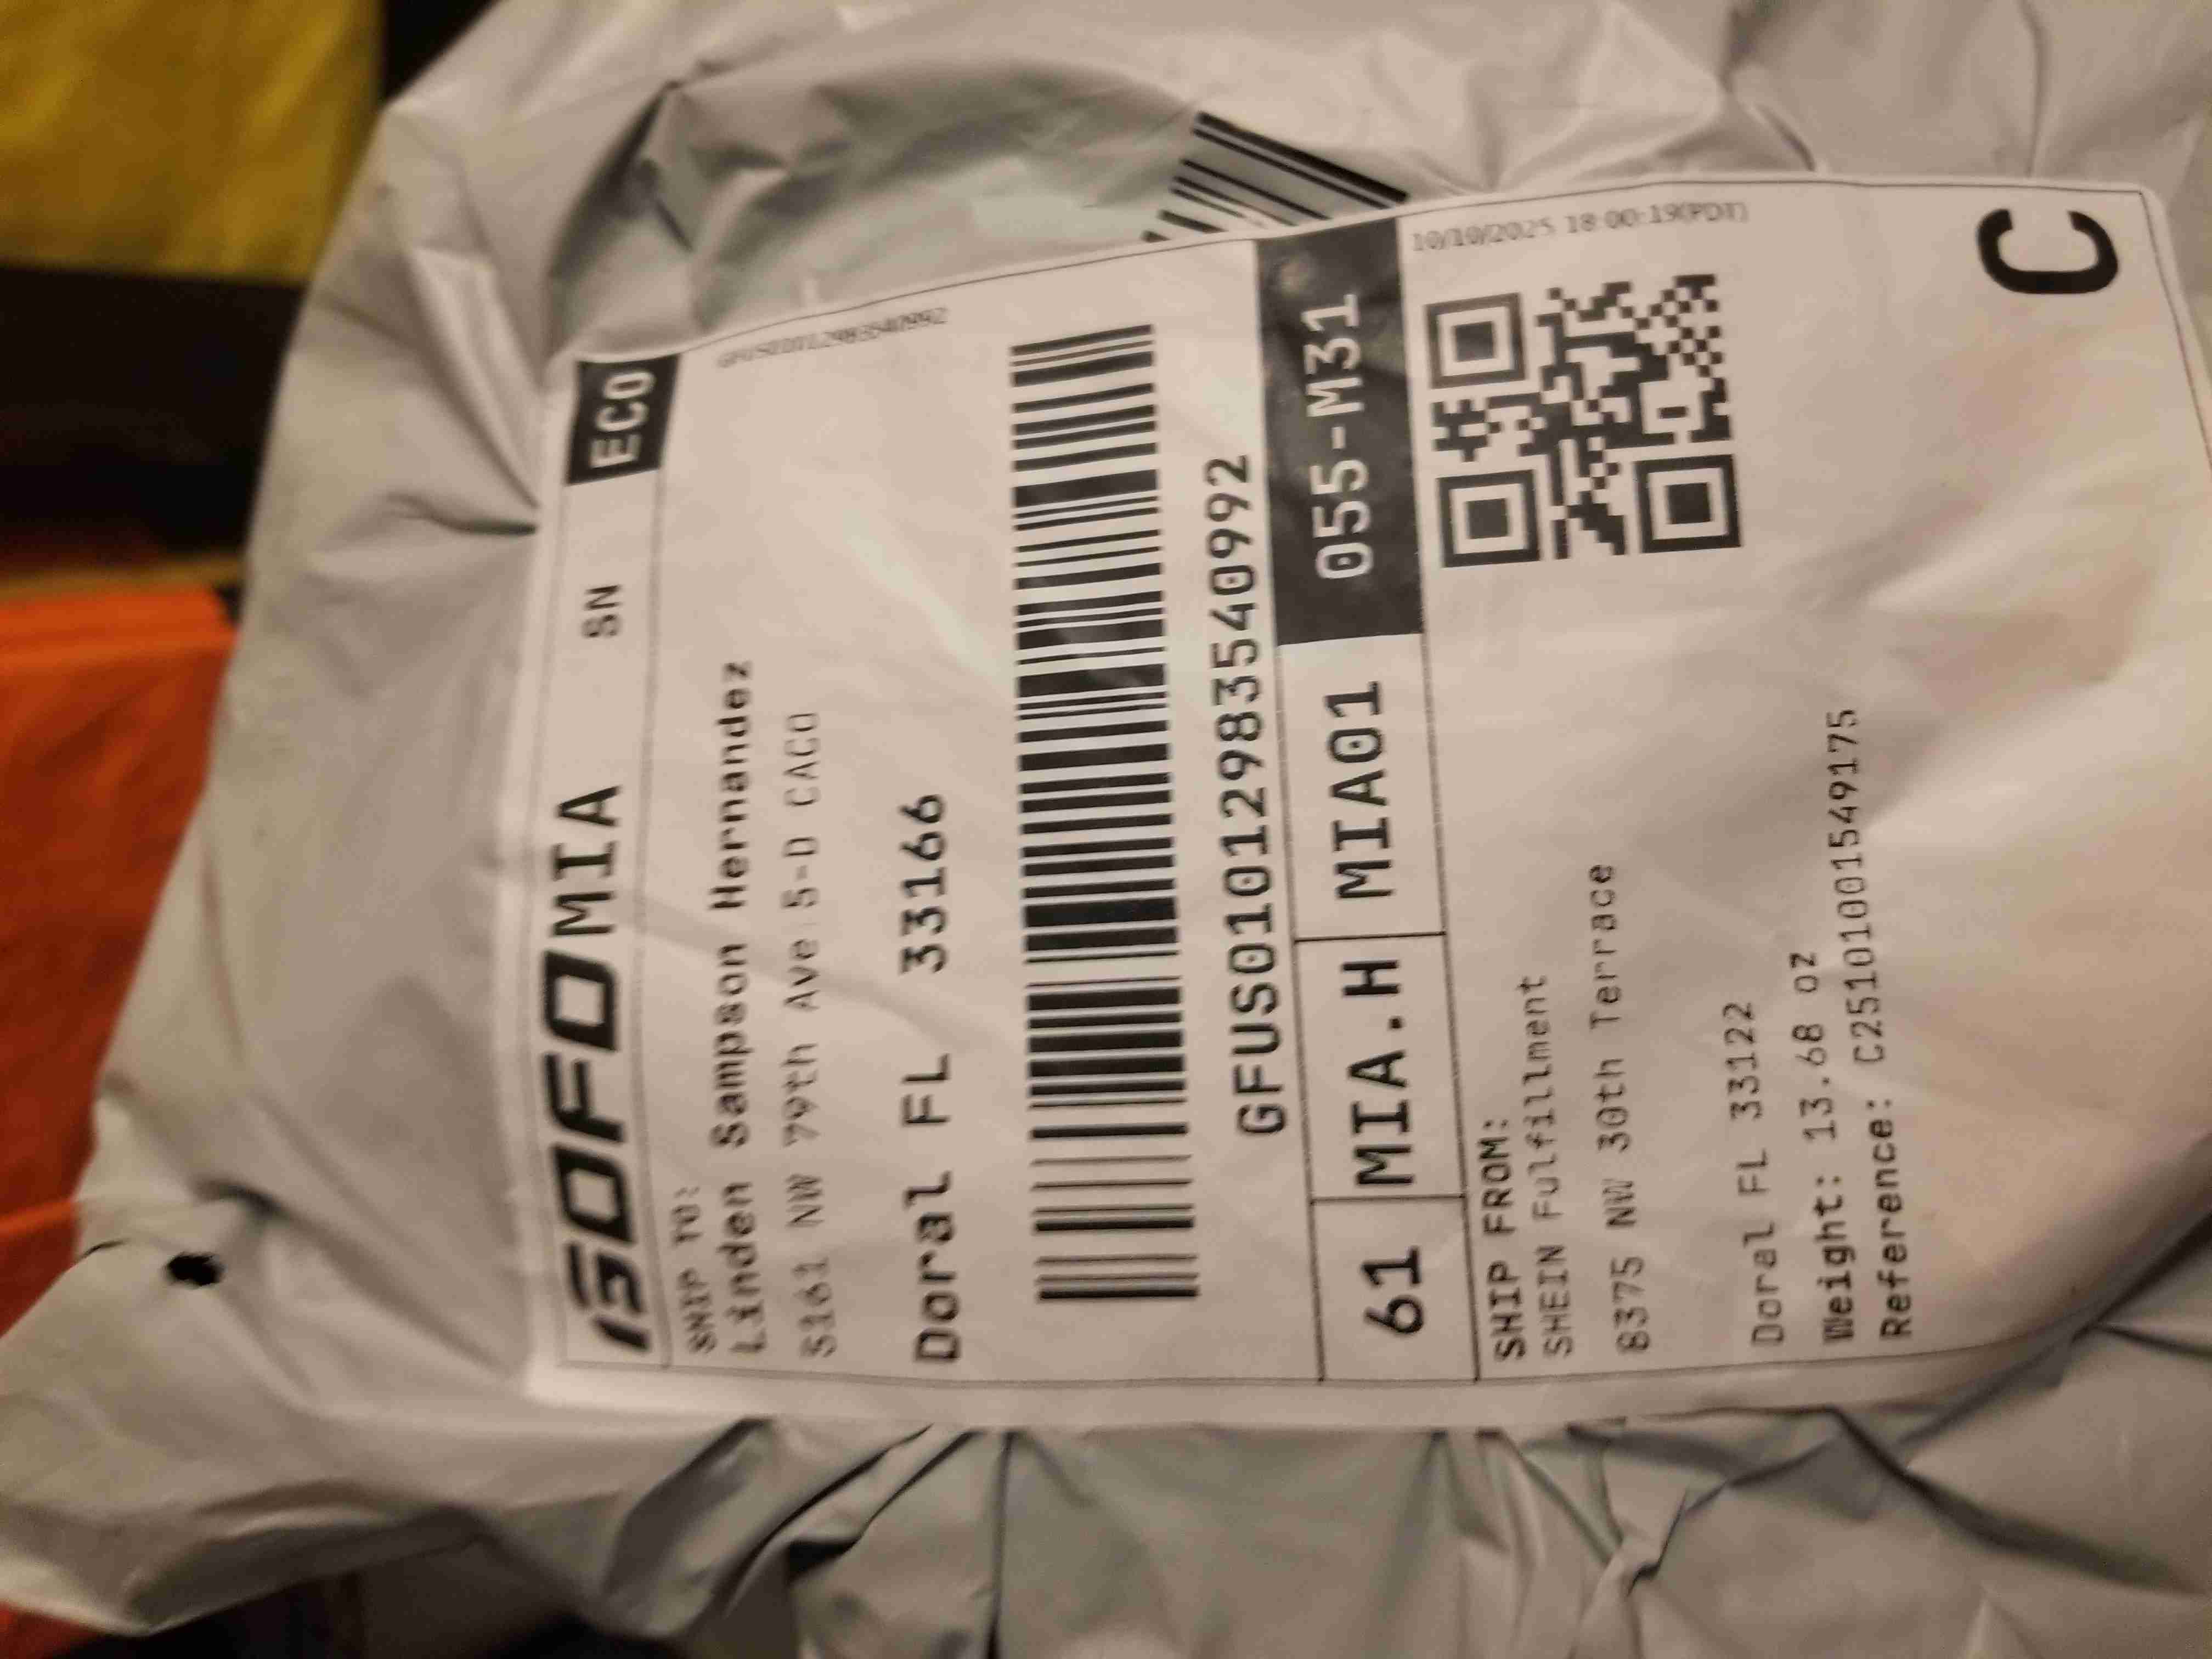 GOFO MIA SN ECO
GFUS01012983540992
SHIP TO:
Linden Sampson Hernandez
5161 NW 79th Ave 5-D CACO
Doral FL 33166
GFUS01012983540992
61 MIA.H MIA01 055-M31
10/10/2025 18:00:19(PDT)
SHIP FROM:
SHEIN Fulfillment
8375 NW 30th Terrace
Doral FL 33122
Weight: 13.68 oz
Reference: C25101001549175
C